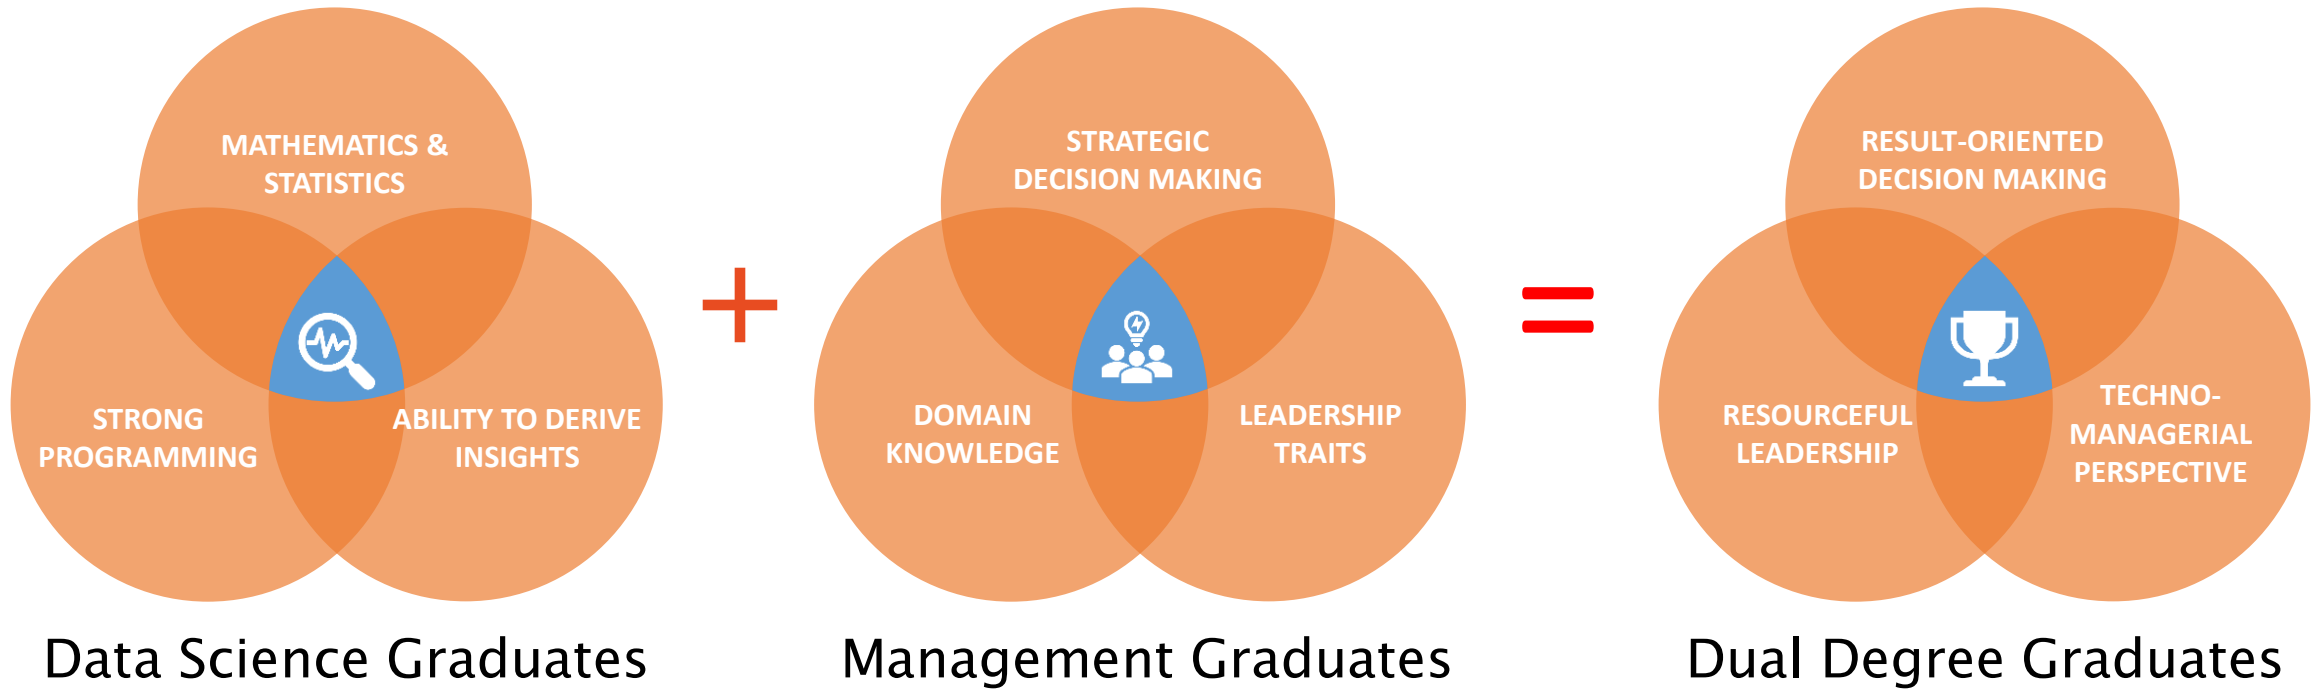 MATHEMATICS &
STATISTICS
STRONG
PROGRAMMING
ABILITY TO DERIVE
INSIGHTS
Data Science Graduates
+
STRATEGIC
DECISION MAKING
DOMAIN
KNOWLEDGE
LEADERSHIP
TRAITS
Management Graduates
=
RESULT-ORIENTED
DECISION MAKING
RESOURCEFUL
LEADERSHIP
TECHNO-
MANAGERIAL
PERSPECTIVE
Dual Degree Graduates